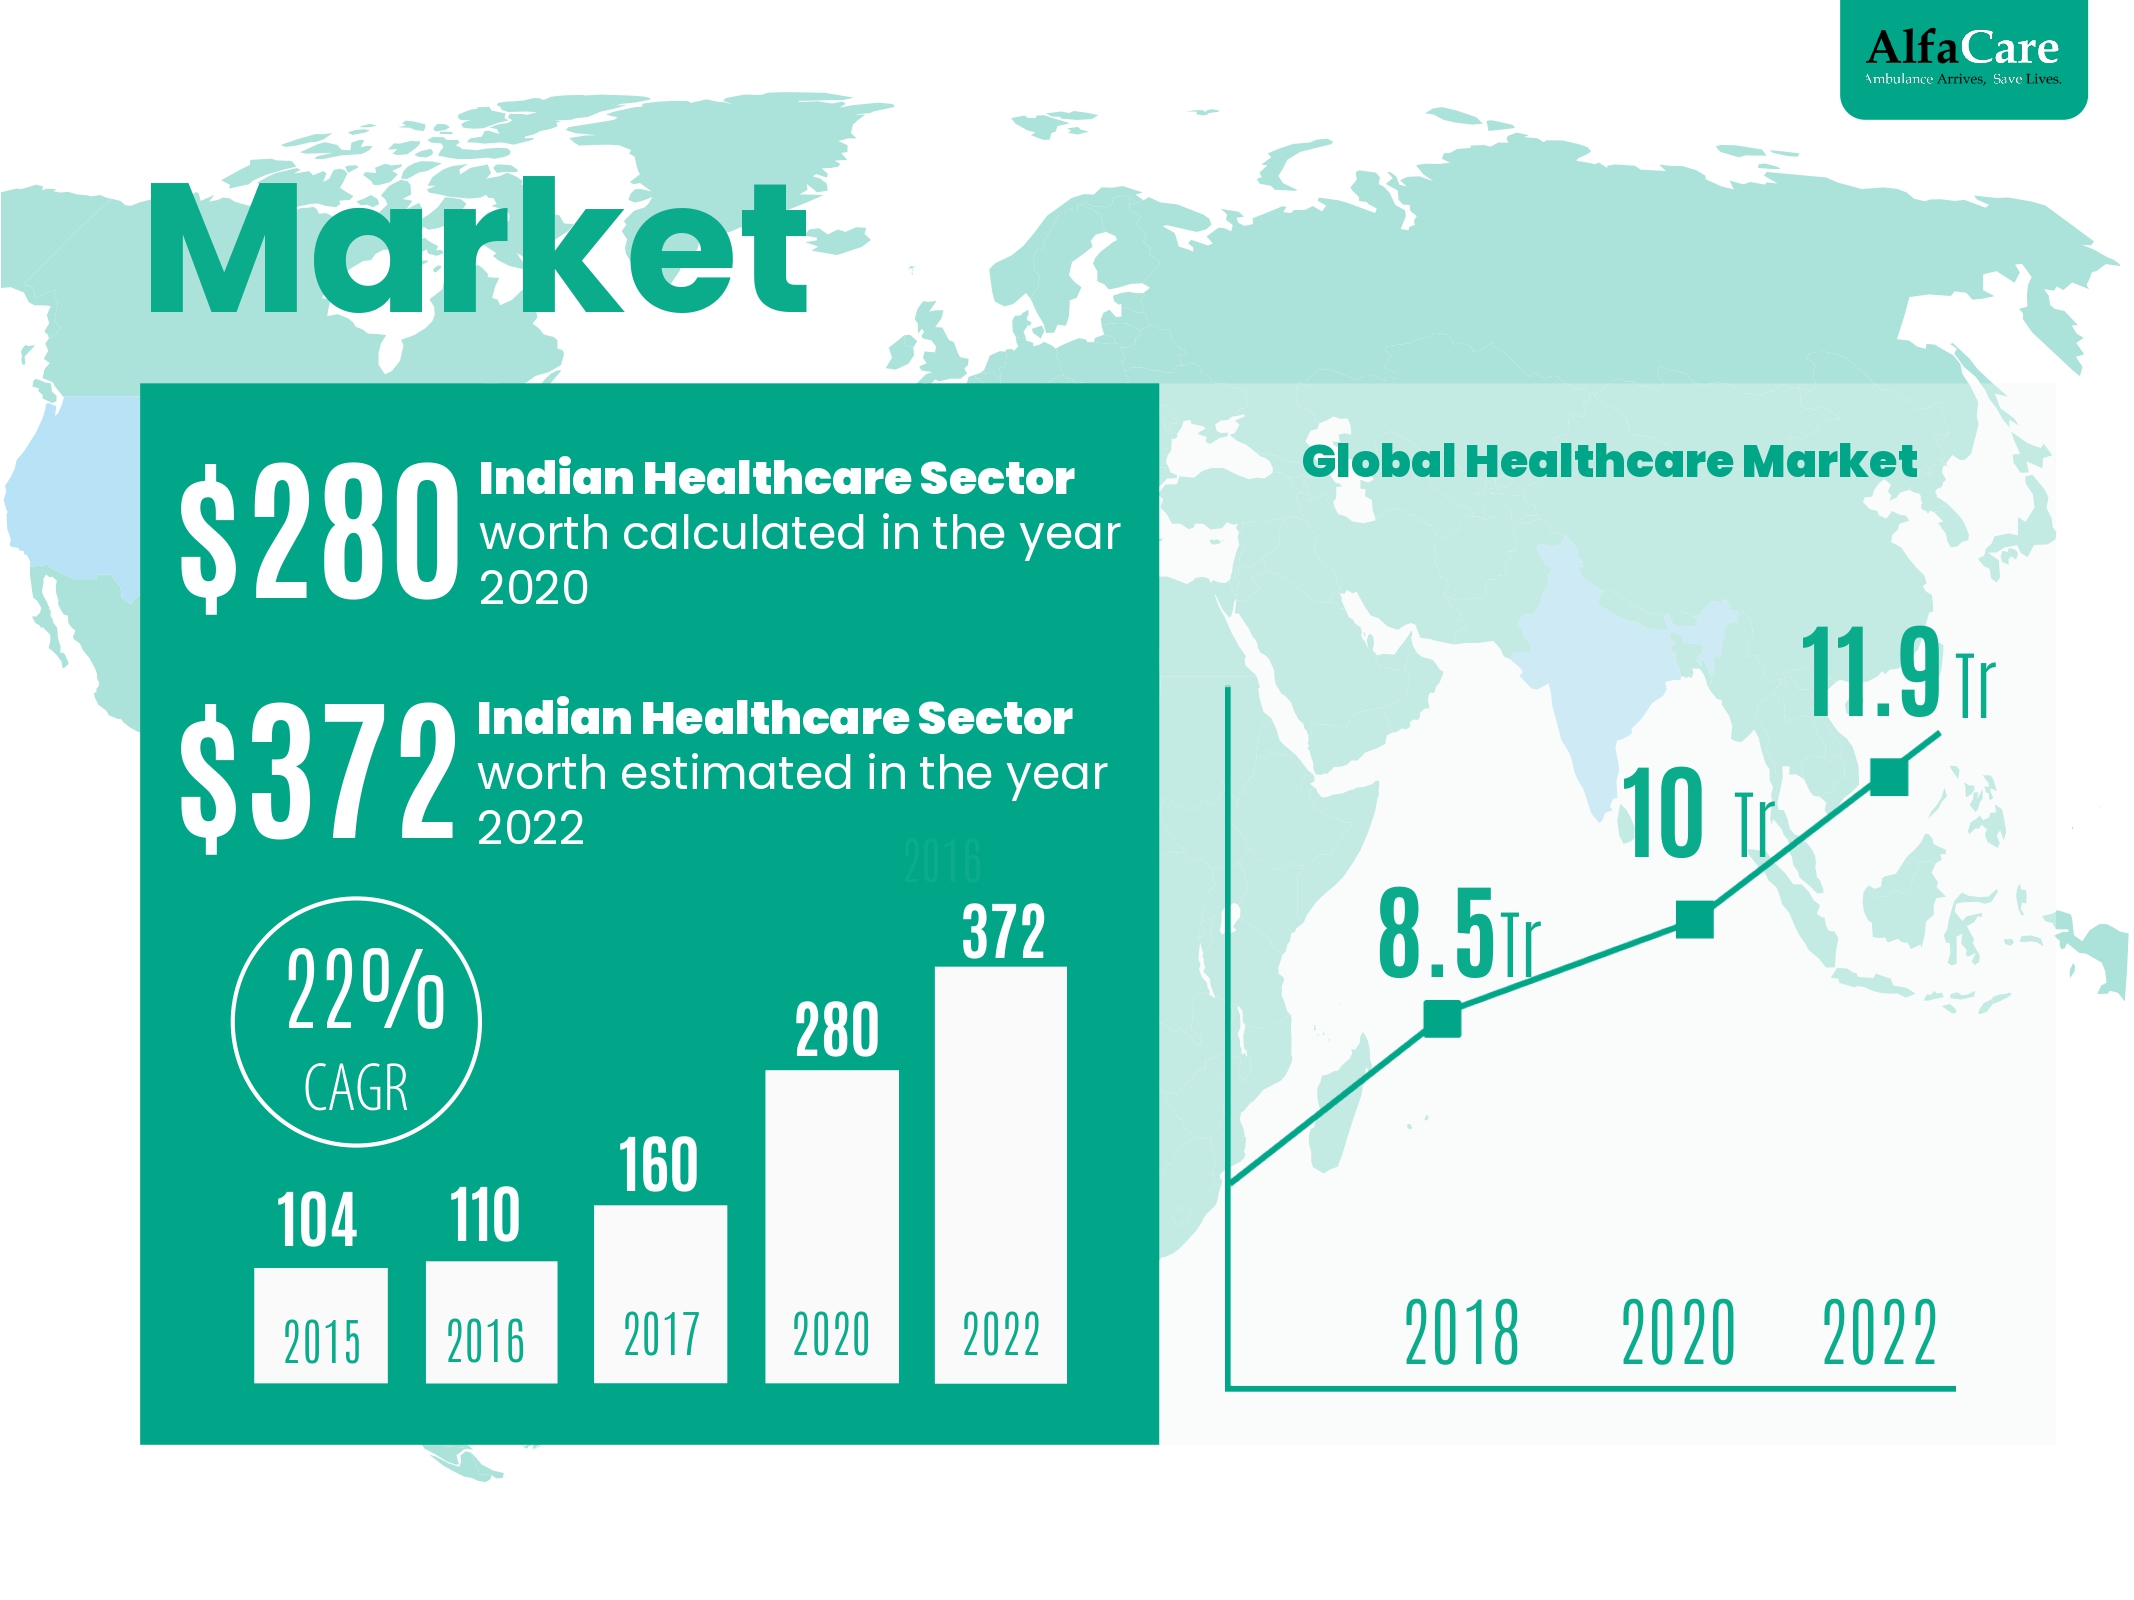 AlfaCare
Ambulance Arrives, Save Lives.
Market
$280
Indian Healthcare Sector
worth calculated in the year
2020
$372
Indian Healthcare Sector
worth estimated in the year
2022
2016
22%
CAGR
104
110
160
280
372
2015
2016
2017
2020
2022
Global Healthcare Market
8.5Tr
10 Tr
11.9 Tr
2018
2020
2022